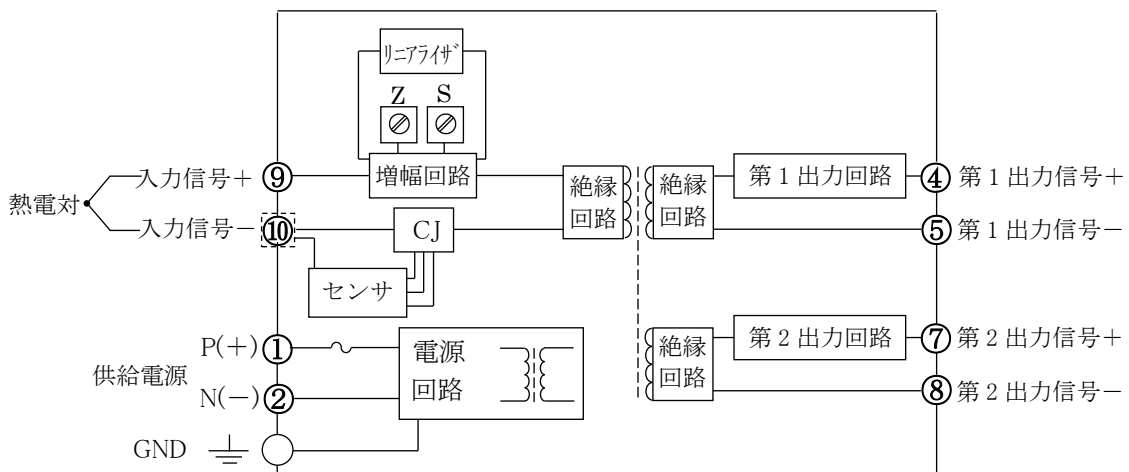 リニアライザ
Z S
熱電対
入力信号+ ⑨ 増幅回路 絶縁 絶縁 第1出力回路 ④ 第1出力信号+
回路 回路
入力信号− ⑩ CJ ⑤ 第1出力信号−
センサ
供給電源
P(+) ① 電源 絶縁 第2出力回路 ⑦ 第2出力信号+
回路 回路
N(−) ② ⑧ 第2出力信号−
GND